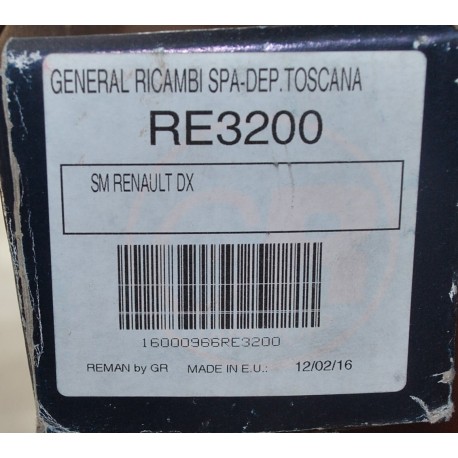 GENERAL RICAMBI SPA-DEP.TOSCANA
RE3200
SM RENAULT DX
16000966RE3200
REMAN by GR MADE IN E.U.: 12/02/16